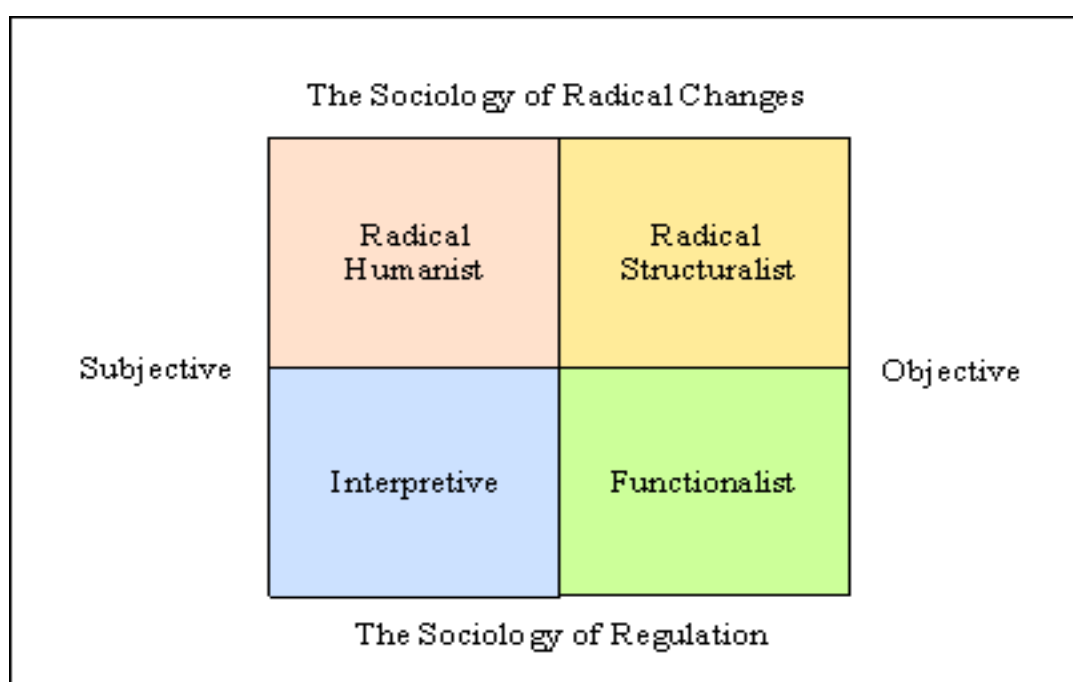 The Sociology of Radical Changes
Radical
Humanist
Radical
Structuralist
Subjective
Objective
Interpretive
Functionalist
The Sociology of Regulation